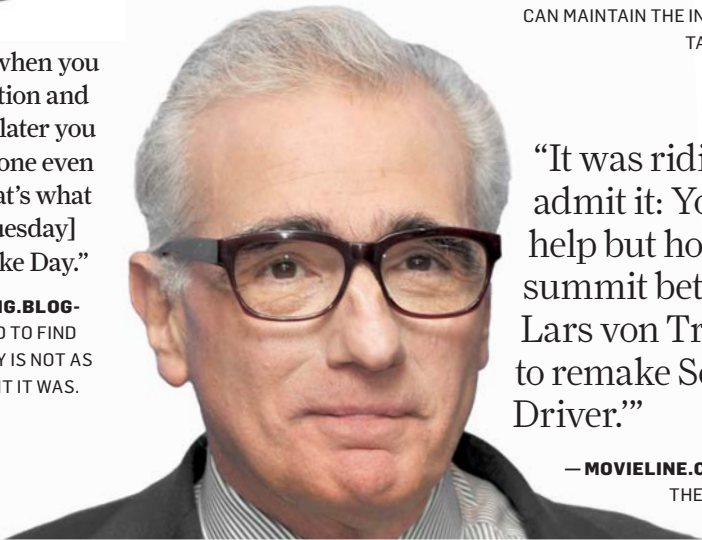 when you
tion and
later you
one even
at's what
uesday]
ke Day.”
NG.BLOG-
D TO FIND
Y IS NOT AS
IT IT WAS.
CAN MAINTAIN THE IN
TA
“It was ridi
admit it: Yo
help but ho
summit bet
Lars von Tr
to remake Sc
Driver.’”
—MOVIELINE.C
THE